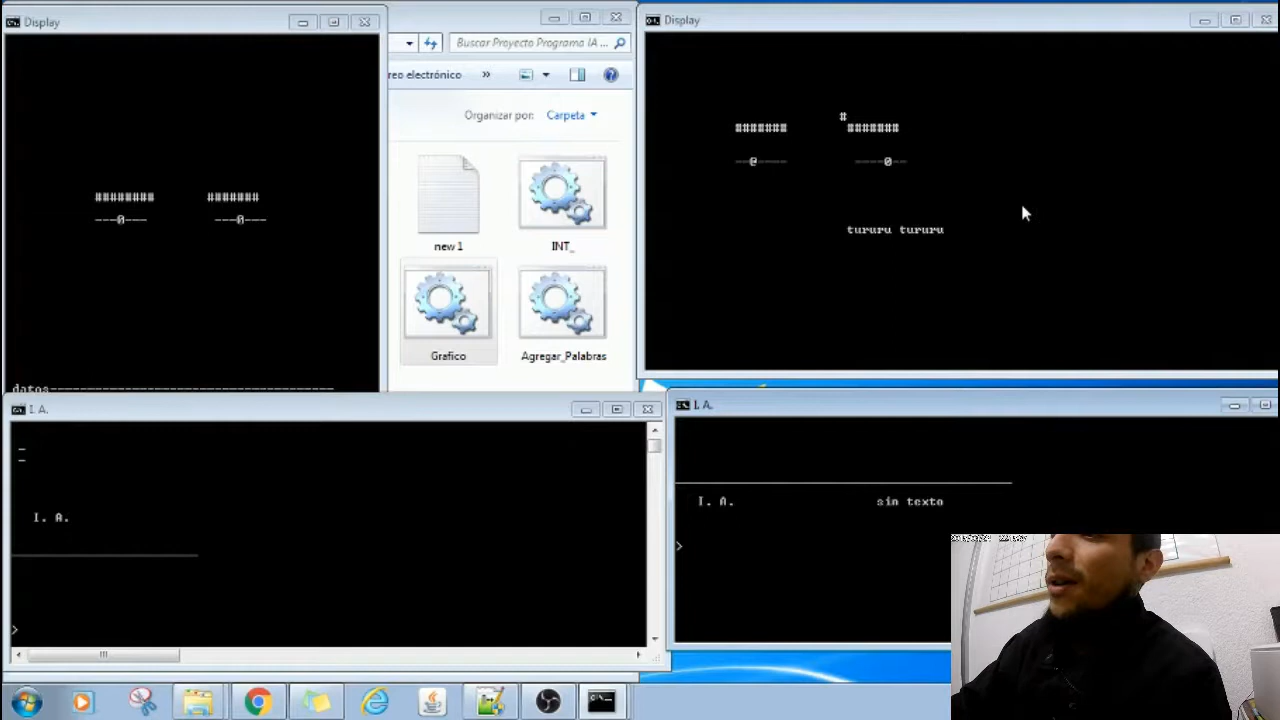 Display
########     #######
---0---     ---0---
datos--------------------------------------
Buscar Proyecto Programa IA ...
reo electrónico »
Organizar por: Carpeta
new 1
INT_
Grafico
Agregar_Palabras
Display
#
#######     #######
--@----     ----0--
tururu tururu
I. A.
I. A.
>
I. A.
I. A.     sin texto
>